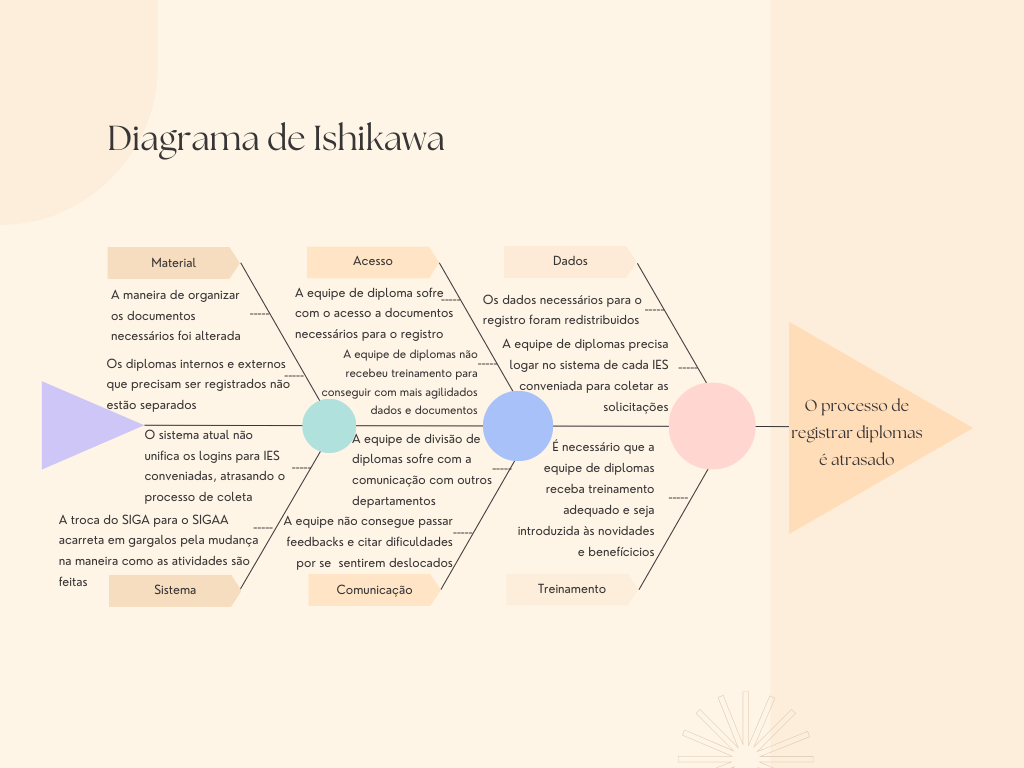 Diagrama de Ishikawa
Material
A maneira de organizar
os documentos
necessários foi alterada
Os diplomas internos e externos
que precisam ser registrados não
estão separados
Acesso
A equipe de diploma sofre
com o acesso a documentos
necessários para o registro
A equipe de diplomas não
recebeu treinamento para
conseguir com mais agilidados
dados e documentos
Dados
Os dados necessários para o
registro foram redistribuidos
A equipe de diplomas precisa
logar no sistema de cada IES
conveniada para coletar as
solicitações
O processo de
registrar diplomas
é atrasado
O sistema atual não
unifica os logins para IES
conveniadas, atrasando o
processo de coleta
A troca do SIGA para o SIGAA
acarreta em gargalos pela mudança
na maneira como as atividades são
feitas
Sistema
A equipe de divisão de
diplomas sofre com a
comunicação com outros
departamentos
A equipe não consegue passar
feedbacks e citar dificuldades
por se sentirem deslocados
Comunicação
É necessário que a
equipe de diplomas
receba treinamento
adequado e seja
introduzida às novidades
e benefícicios
Treinamento